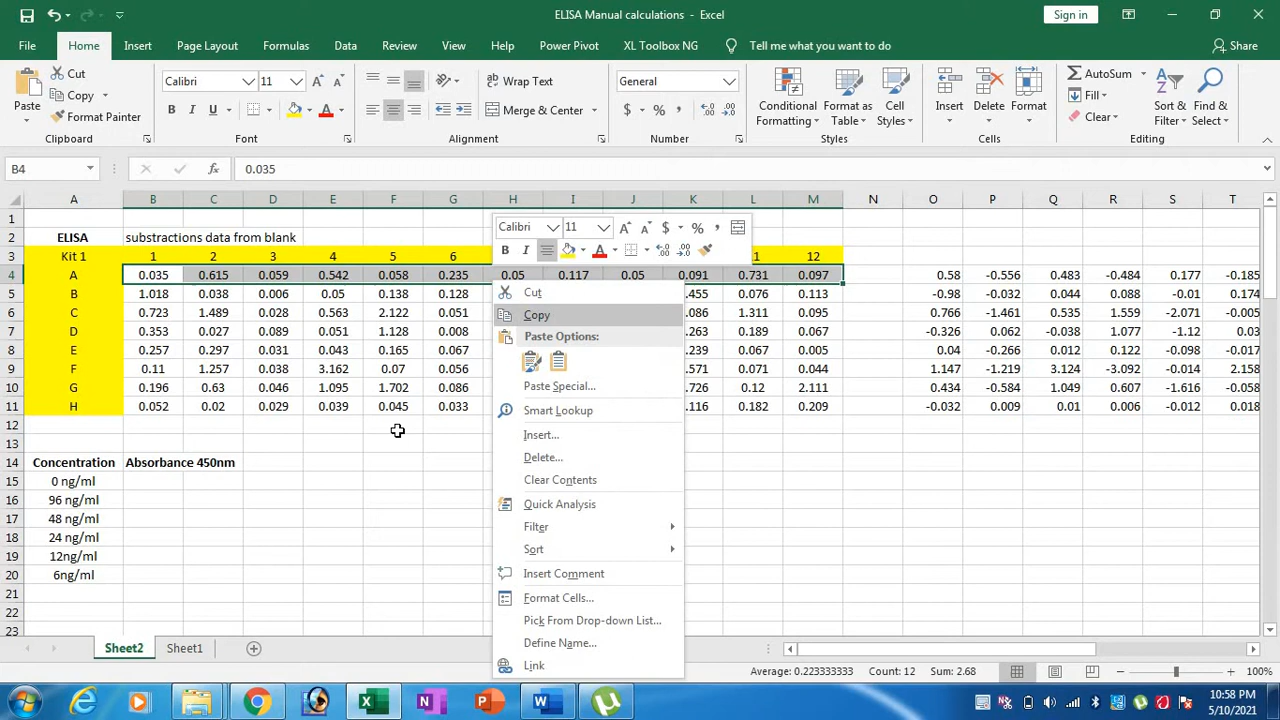 ELISA Manual calculations - Excel
Sign in
File Home Insert Page Layout Formulas Data Review View Help Power Pivot XL Toolbox NG Tell me what you want to do Share
Paste
Cut
Copy
Format Painter
Calibri 11
B I U
Wrap Text
Merge & Center
General
$ %
Conditional Formatting
Format as Table
Cell Styles
Insert
Delete
Format
AutoSum
Fill
Clear
Sort & Filter
Find & Select
Clipboard Font Alignment Number Styles Cells Editing
B4 fx 0.035
A B C D E F G H I J K L M N O P Q R S T
1
2 ELISA substractions data from blank
3 Kit 1 1 2 3 4 5 6 1 12
4 A 0.035 0.615 0.059 0.542 0.058 0.235 0.05 0.117 0.05 0.091 0.731 0.097 0.58 -0.556 0.483 -0.484 0.177 -0.185
5 B 1.018 0.038 0.006 0.05 0.138 0.128 .455 0.076 0.113 -0.98 -0.032 0.044 0.088 -0.01 0.174
6 C 0.723 1.489 0.028 0.563 2.122 0.051 .086 1.311 0.095 0.766 -1.461 0.535 1.559 -2.071 -0.005
7 D 0.353 0.027 0.089 0.051 1.128 0.008 .263 0.189 0.067 -0.326 0.062 -0.038 1.077 -1.12 0.03
8 E 0.257 0.297 0.031 0.043 0.165 0.067 .239 0.067 0.005 0.04 -0.266 0.012 0.122 -0.098 -0.017
9 F 0.11 1.257 0.038 3.162 0.07 0.056 .571 0.071 0.044 1.147 -1.219 3.124 -3.092 -0.014 2.158
10 G 0.196 0.63 0.046 1.095 1.702 0.086 .726 0.12 2.111 0.434 -0.584 1.049 0.607 -1.616 -0.058
11 H 0.052 0.02 0.029 0.039 0.045 0.033 .116 0.182 0.209 -0.032 0.009 0.01 0.006 -0.012 0.018
12
13
14 Concentration Absorbance 450nm
15 0 ng/ml
16 96 ng/ml
17 48 ng/ml
18 24 ng/ml
19 12ng/ml
20 6ng/ml
21
22
23
Calibri 11 $ %
B I
Cut
Copy
Paste Options:
Paste Special...
Smart Lookup
Insert...
Delete...
Clear Contents
Quick Analysis
Filter
Sort
Insert Comment
Format Cells...
Pick From Drop-down List...
Define Name...
Link
Sheet2 Sheet1
Average: 0.223333333 Count: 12 Sum: 2.68 100%
10:58 PM
5/10/2021